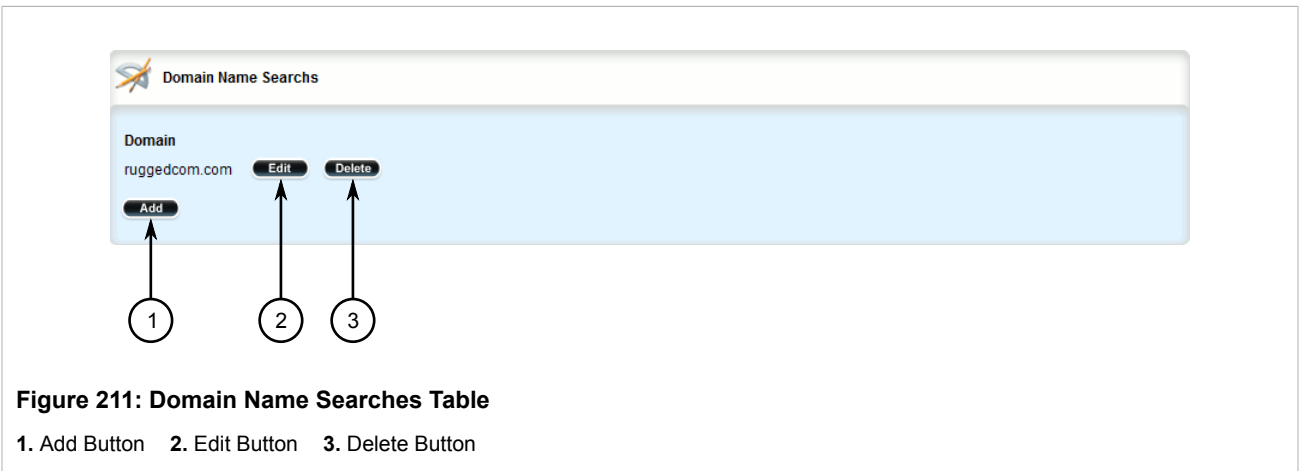 Domain Name Searchs
Domain
ruggedcom.com Edit Delete
Add
1 2 3
Figure 211: Domain Name Searches Table
1. Add Button 2. Edit Button 3. Delete Button